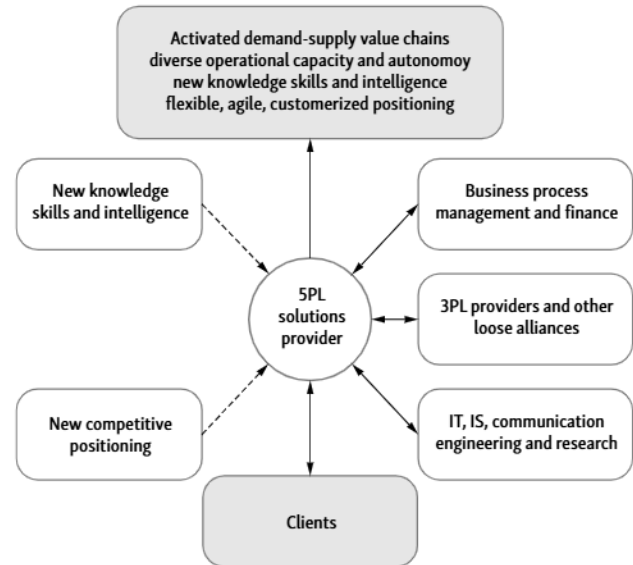 Activated demand-supply value chains
diverse operational capacity and autonomoy
new knowledge skills and intelligence
flexible, agile, customerized positioning
New knowledge
skills and intelligence
Business process
management and finance
5PL
solutions
provider
3PL providers and other
loose alliances
New competitive
positioning
IT, IS, communication
engineering and research
Clients